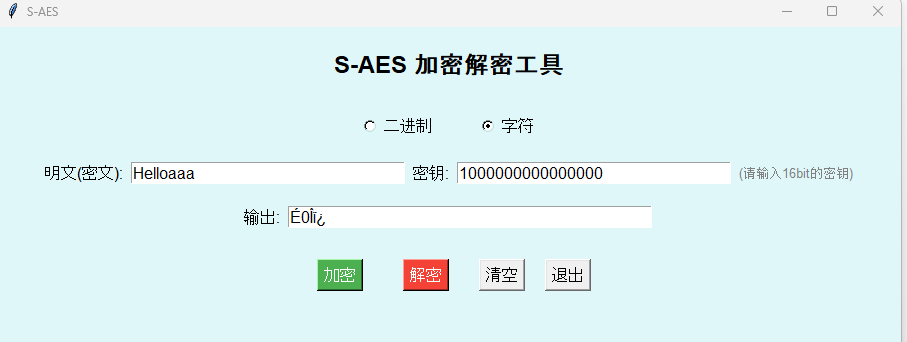 S-AES
S-AES 加密解密工具
二进制 字符
明文(密文): Helloaaa 密钥: 1000000000000000 (请输入16bit的密钥)
输出: É0Îï¿
加密 解密 清空 退出